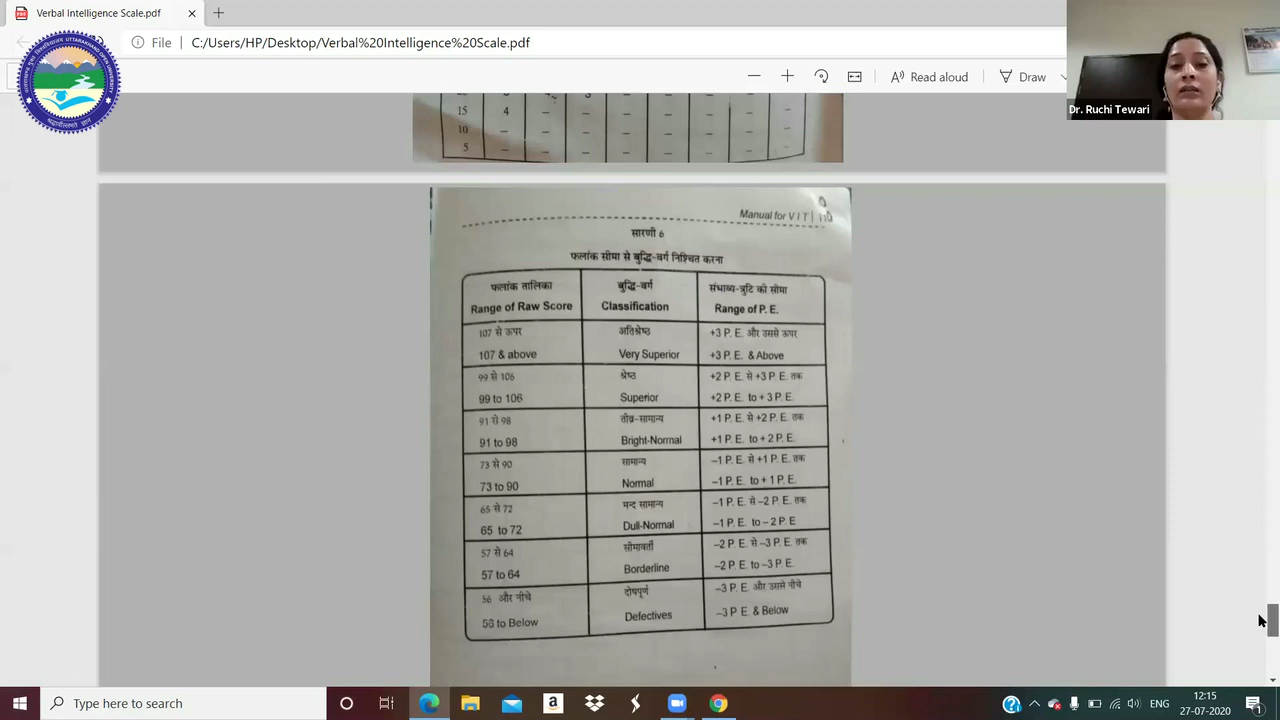 Verbal Intelligence Scale.pdf
File
C:/Users/HP/Desktop/Verbal%20Intelligence%20Scale.pdf
Read aloud
Draw
Dr. Ruchi Tewari
15 4 – – – – – –
10 – – – – – – –
5 – – – – – – –
Manual for V I T |
सारणी 6
फलांक सीमा से बुद्धि-वर्ग निश्चित करना
फलांक तालिका बुद्धि-वर्ग संभाव्य-त्रुटि की सीमा
Range of Raw Score Classification Range of P. E.
107 से ऊपर अतिश्रेष्ठ +3 P. E. और उससे ऊपर
107 & above Very Superior +3 P. E. & Above
99 से 106 श्रेष्ठ +2 P. E. से +3 P. E. तक
99 to 106 Superior +2 P. E. to + 3 P. E.
91 से 98 तीव्र-सामान्य +1 P. E. से +2 P. E. तक
91 to 98 Bright-Normal +1 P. E. to + 2 P. E.
73 से 90 सामान्य –1 P. E. से +1 P. E. तक
73 to 90 Normal –1 P. E. to + 1 P. E.
65 से 72 मन्द सामान्य –1 P. E. से –2 P. E. तक
65 to 72 Dull-Normal –1 P. E. to – 2 P. E
57 से 64 सीमावर्ती –2 P. E. से –3 P. E. तक
57 to 64 Borderline –2 P. E. to –3 P. E.
56 और नीचे दोषपूर्ण –3 P. E. और उससे नीचे
56 to Below Defectives –3 P E. & Below
Type here to search
ENG
12:15
27-07-2020